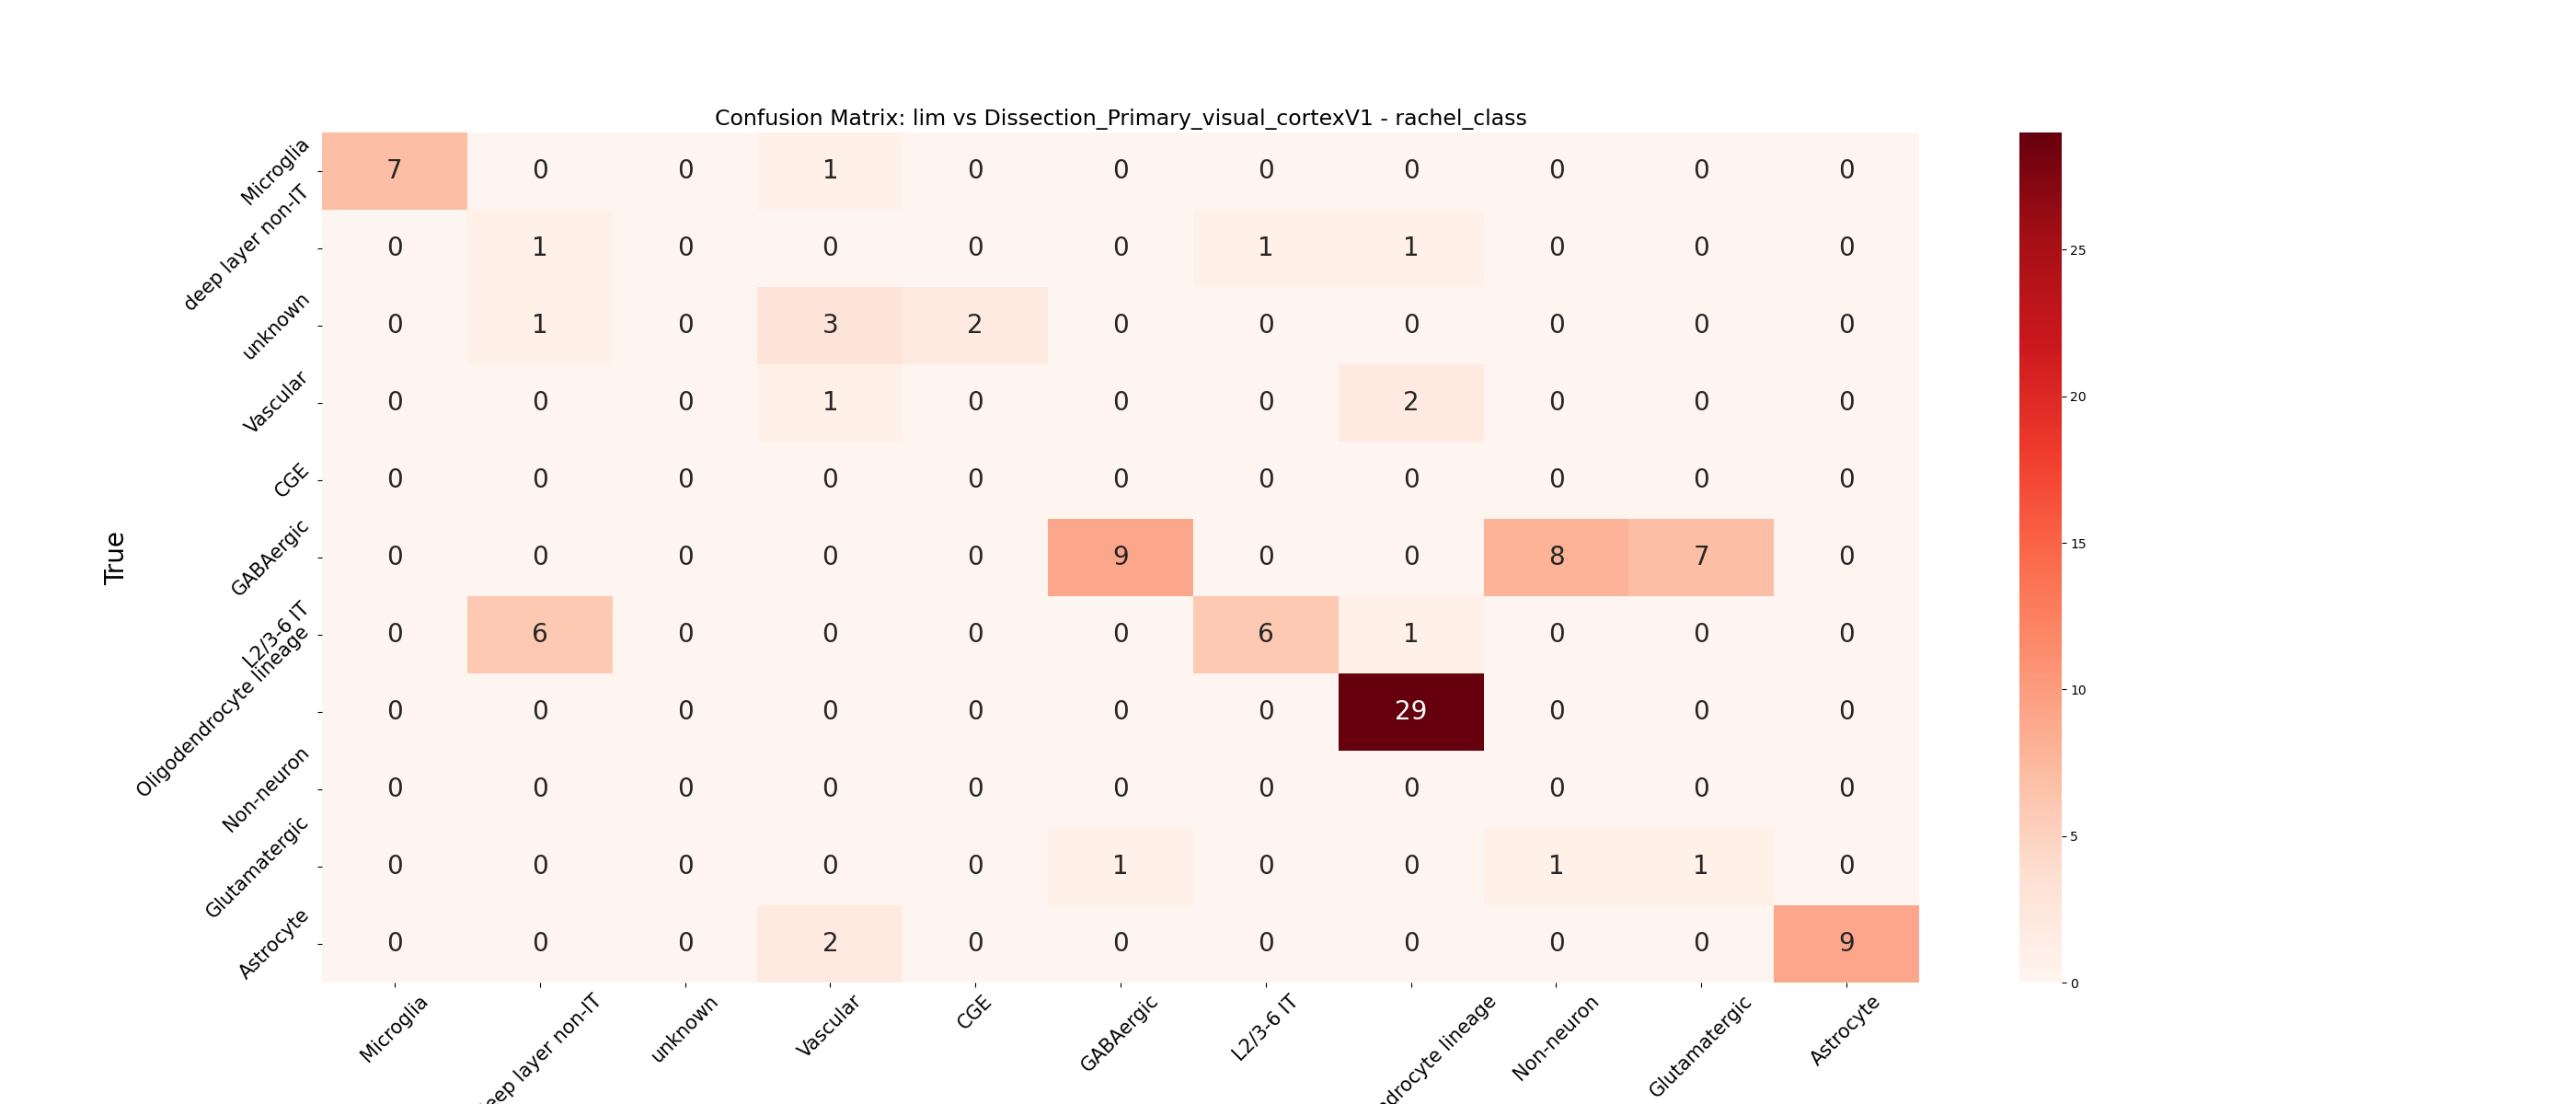 Confusion Matrix: lim vs Dissection_Primary_visual_cortexV1 - rachel_class
True
Microglia 7 0 0 1 0 0 0 0 0 0 0
deep layer non-IT 0 1 0 0 0 0 1 1 0 0 0
unknown 0 1 0 3 2 0 0 0 0 0 0
Vascular 0 0 0 1 0 0 0 2 0 0 0
CGE 0 0 0 0 0 0 0 0 0 0 0
GABAergic 0 0 0 0 0 9 0 0 8 7 0
L2/3-6 IT 0 6 0 0 0 0 6 1 0 0 0
Oligodendrocyte lineage 0 0 0 0 0 0 0 29 0 0 0
Non-neuron 0 0 0 0 0 0 0 0 0 0 0
Glutamatergic 0 0 0 0 0 1 0 0 1 1 0
Astrocyte 0 0 0 2 0 0 0 0 0 0 9
Microglia
eep layer non-IT
unknown
Vascular
CGE
GABAergic
L2/3-6 IT
drocyte lineage
Non-neuron
Glutamatergic
Astrocyte
25
20
15
10
5
0